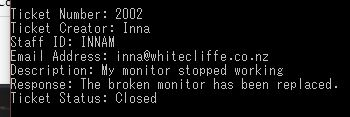 Ticket Number: 2002
Ticket Creator: Inna
Staff ID: INNAM
Email Address: inna@whitecliffe.co.nz
Description: My monitor stopped working
Response: The broken monitor has been replaced.
Ticket Status: Closed